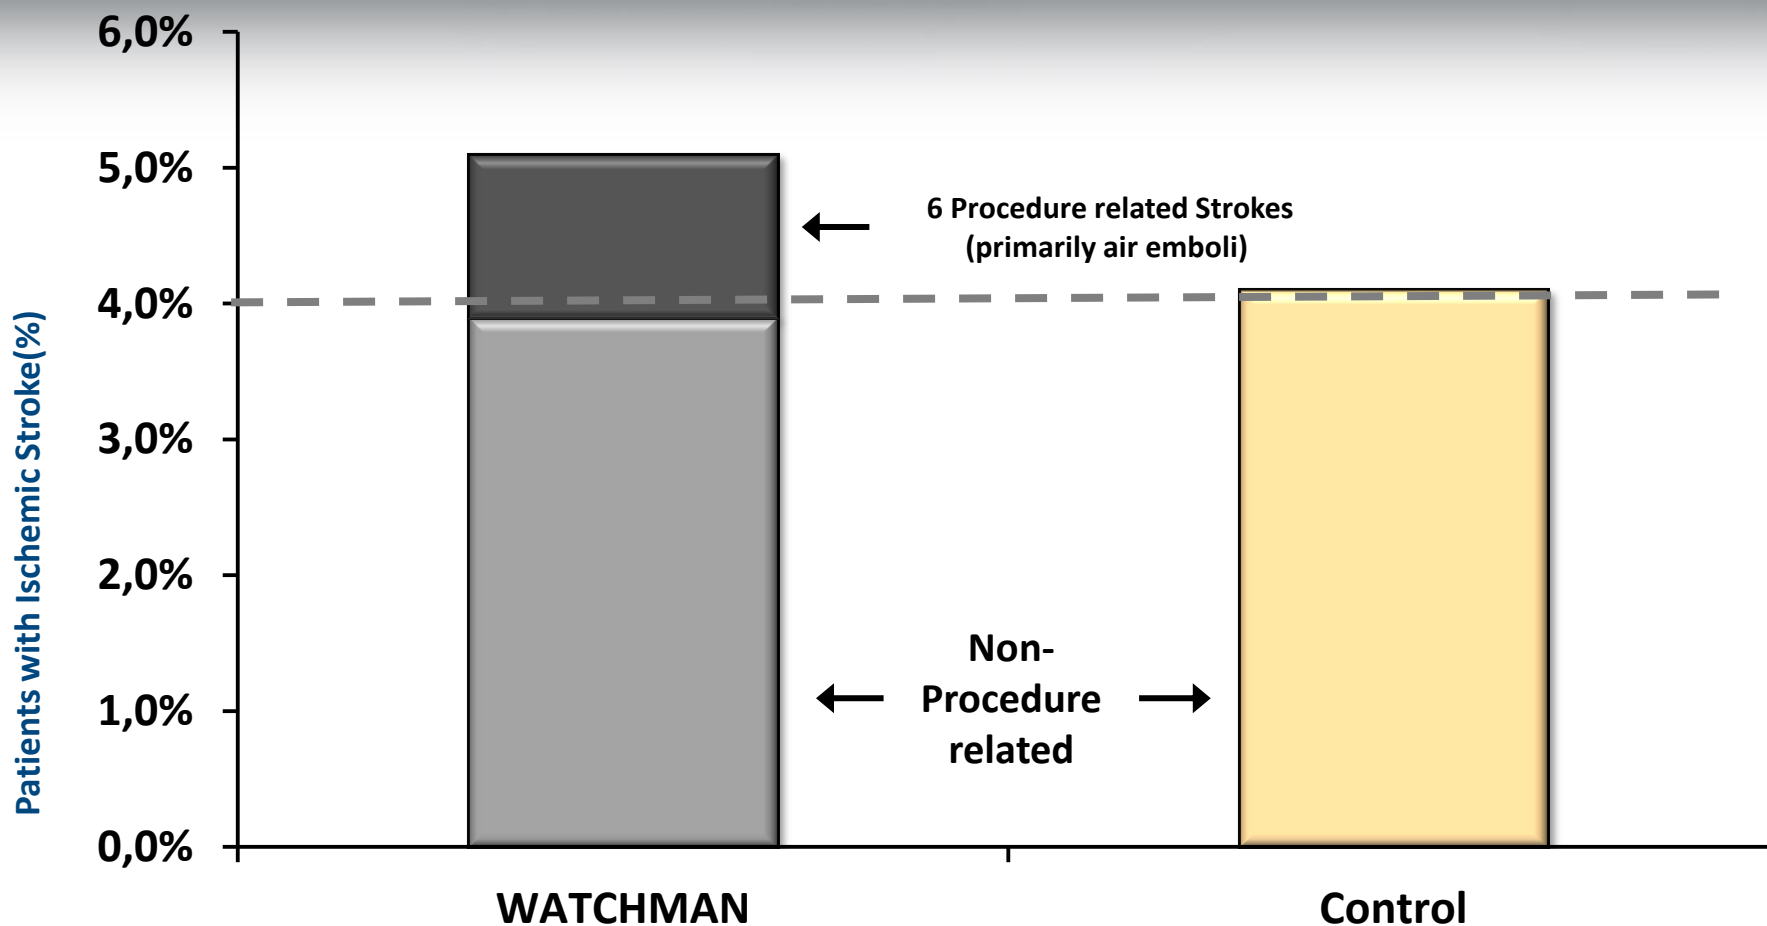 6,0%
5,0%
4,0%
3,0%
2,0%
1,0%
0,0%
Patients with Ischemic Stroke(%)
6 Procedure related Strokes
(primarily air emboli)
Non-
Procedure
related
WATCHMAN
Control